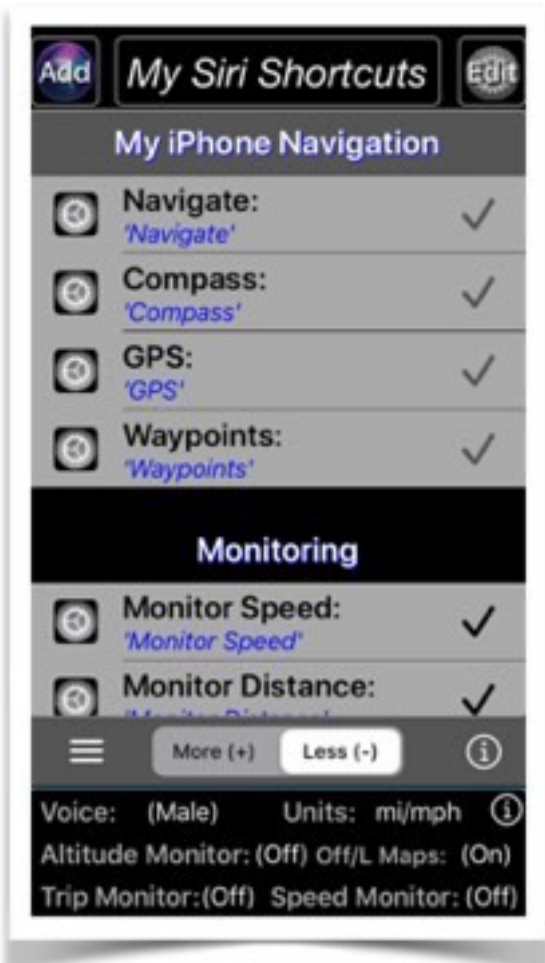 Add My Siri Shortcuts Edit
My iPhone Navigation
Navigate:
'Navigate'
Compass:
'Compass'
GPS:
'GPS'
Waypoints:
'Waypoints'
Monitoring
Monitor Speed:
'Monitor Speed'
Monitor Distance:
'Monitor Distance'
More (+) Less (-)
Voice: (Male) Units: mi/mph
Altitude Monitor: (Off) Off/L Maps: (On)
Trip Monitor:(Off) Speed Monitor: (Off)